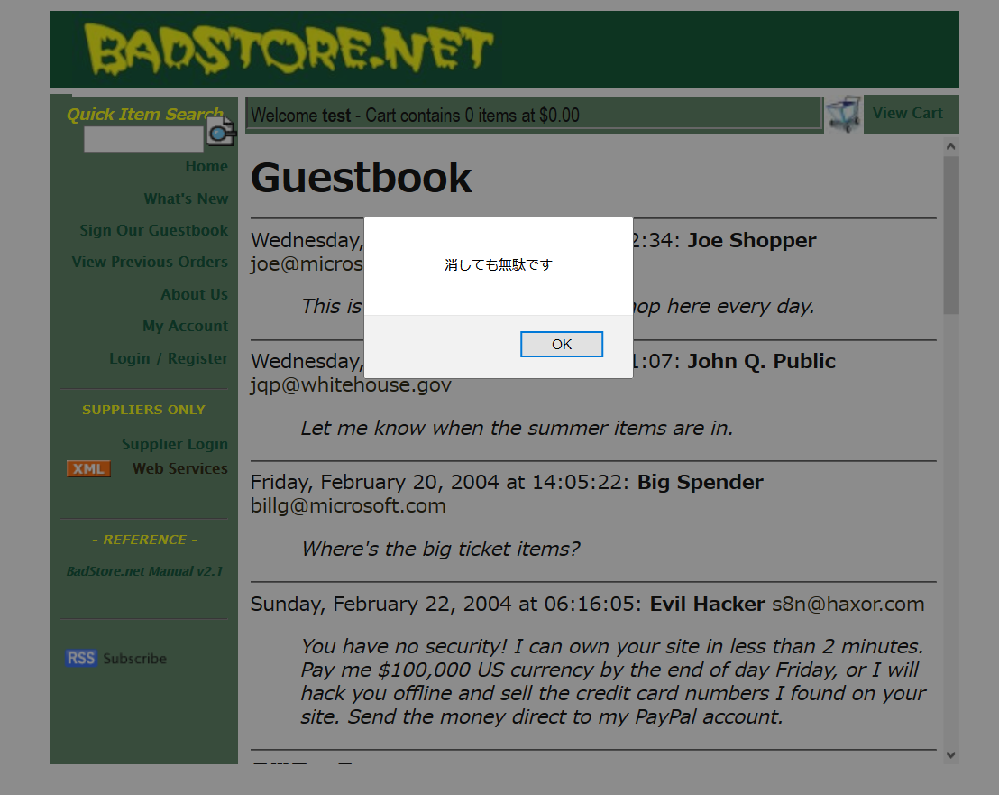 BADSTORE.NET
Quick Item Search
Welcome test - Cart contains 0 items at $0.00
View Cart
Home
What's New
Sign Our Guestbook
View Previous Orders
About Us
My Account
Login / Register
SUPPLIERS ONLY
Supplier Login
XML Web Services
- REFERENCE -
BadStore.net Manual v2.1
RSS Subscribe
Guestbook
Wednesday, 2:34: Joe Shopper
joe@micros
This is hop here every day.
Wednesday, 1:07: John Q. Public
jqp@whitehouse.gov
Let me know when the summer items are in.
Friday, February 20, 2004 at 14:05:22: Big Spender
billg@microsoft.com
Where's the big ticket items?
Sunday, February 22, 2004 at 06:16:05: Evil Hacker s8n@haxor.com
You have no security! I can own your site in less than 2 minutes.
Pay me $100,000 US currency by the end of day Friday, or I will
hack you offline and sell the credit card numbers I found on your
site. Send the money direct to my PayPal account.
消しても無駄です
OK